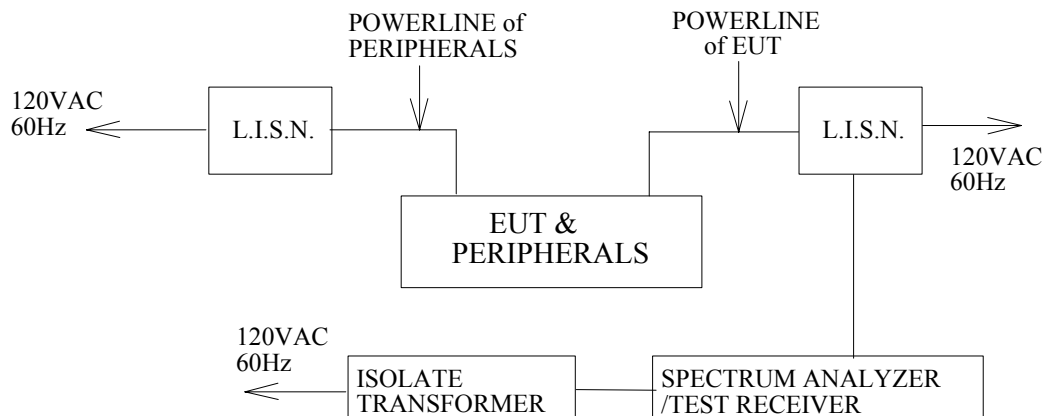 POWERLINE of
PERIPHERALS
POWERLINE
of EUT
120VAC
60Hz
L.I.S.N.
L.I.S.N.
120VAC
60Hz
EUT &
PERIPHERALS
120VAC
60Hz
ISOLATE
TRANSFORMER
SPECTRUM ANALYZER
/TEST RECEIVER